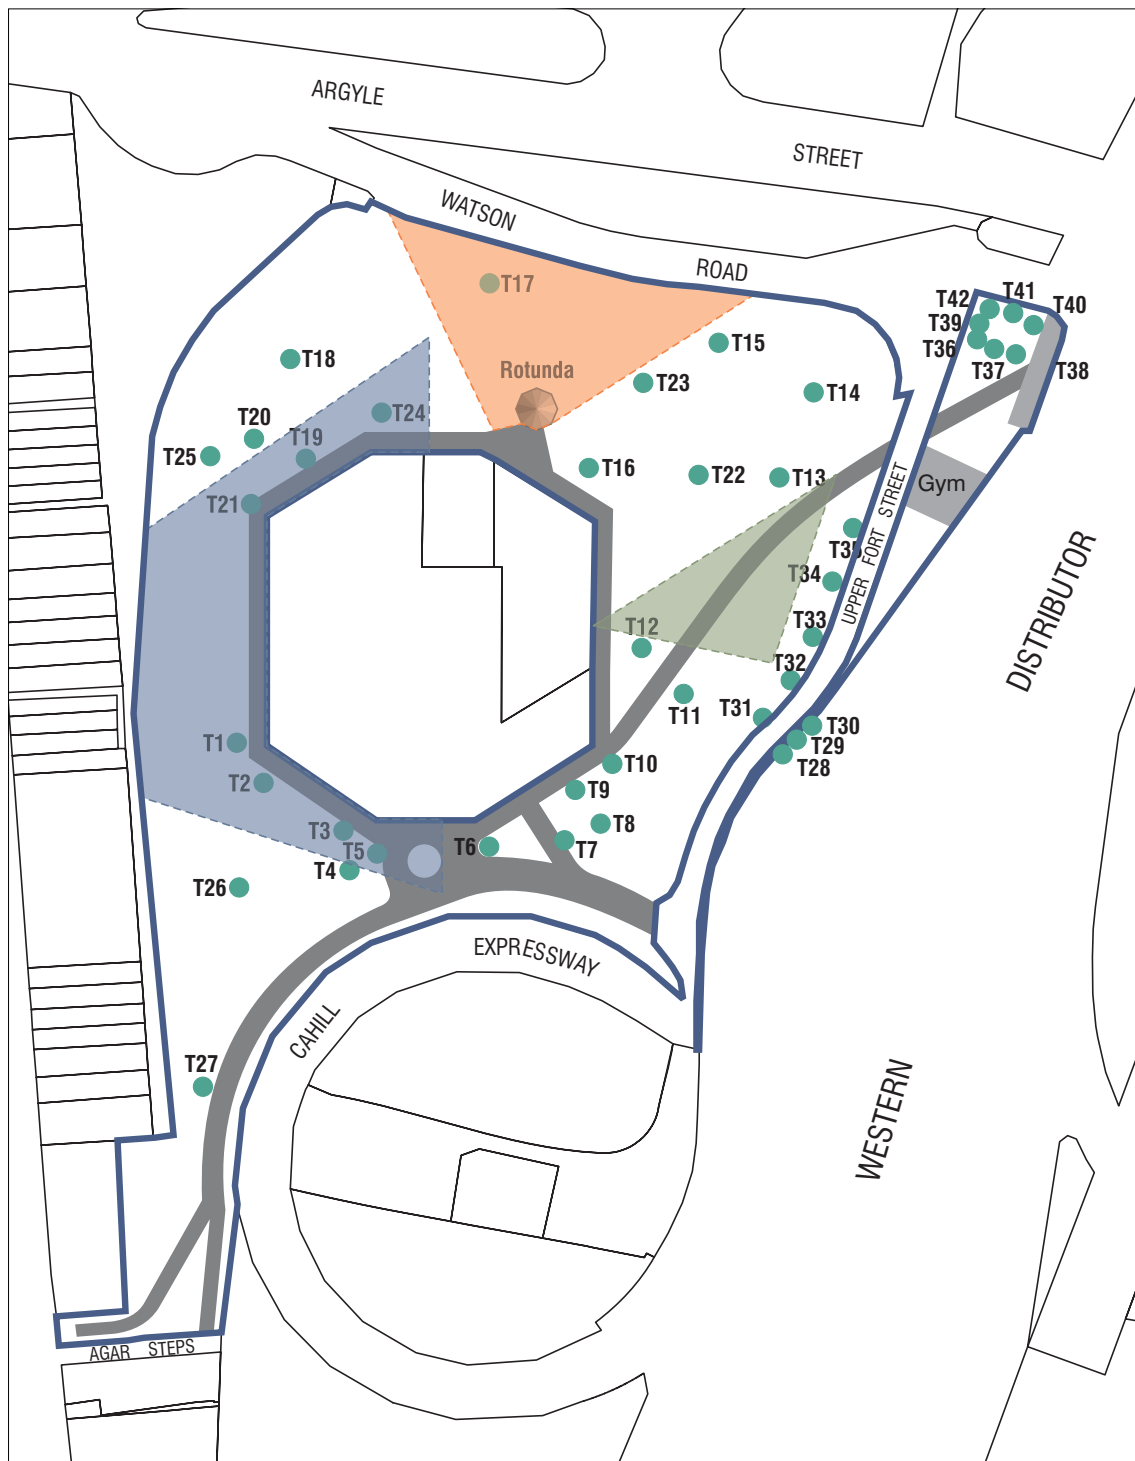 ARGYLE
STREET
WATSON
ROAD
T17
T42
T41
T40
T39
T36
T37
T38
T15
T18
Rotunda
T23
T14
T24
T20
T19
T25
T16
T22
T13
Gym
T21
T35
UPPER FORT STREET
T34
DISTRIBUTOR
T12
T33
T32
T11
T31
T30
T29
T28
T1
T2
T10
T9
T8
T3
T5
T6
T7
T4
T26
EXPRESSWAY
CAHILL
T27
WESTERN
AGAR STEPS